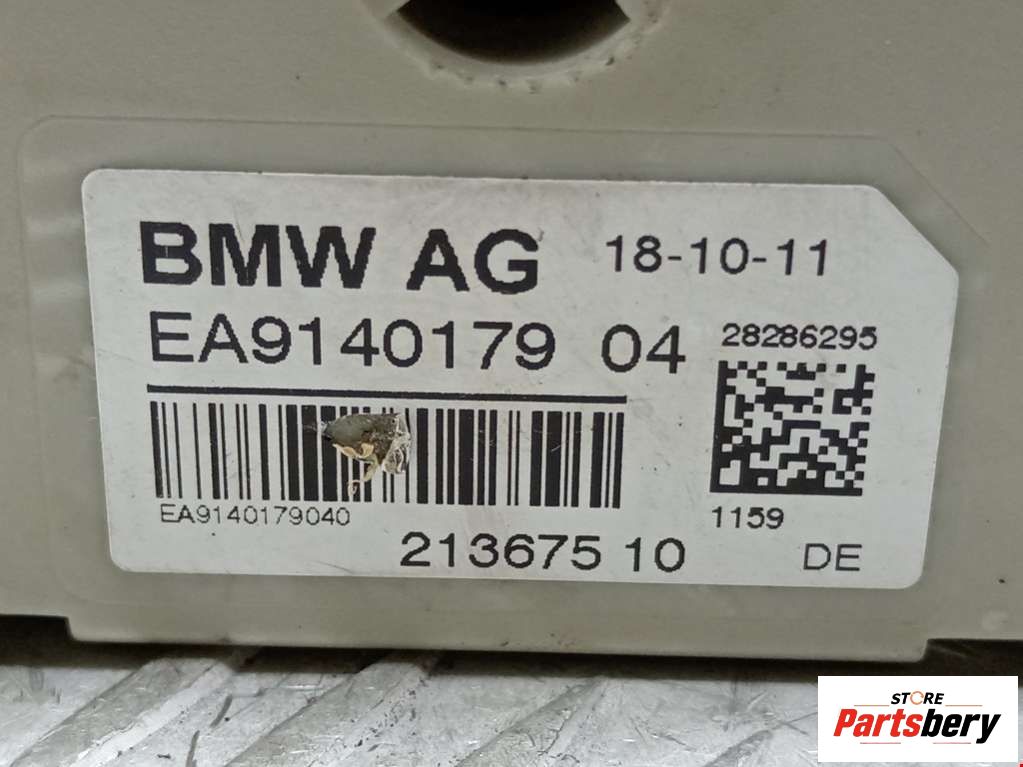 BMW AG 18-10-11
EA9140179 04
28286295
EA9140179040
1159
213675 10
DE
STORE
Partsbery